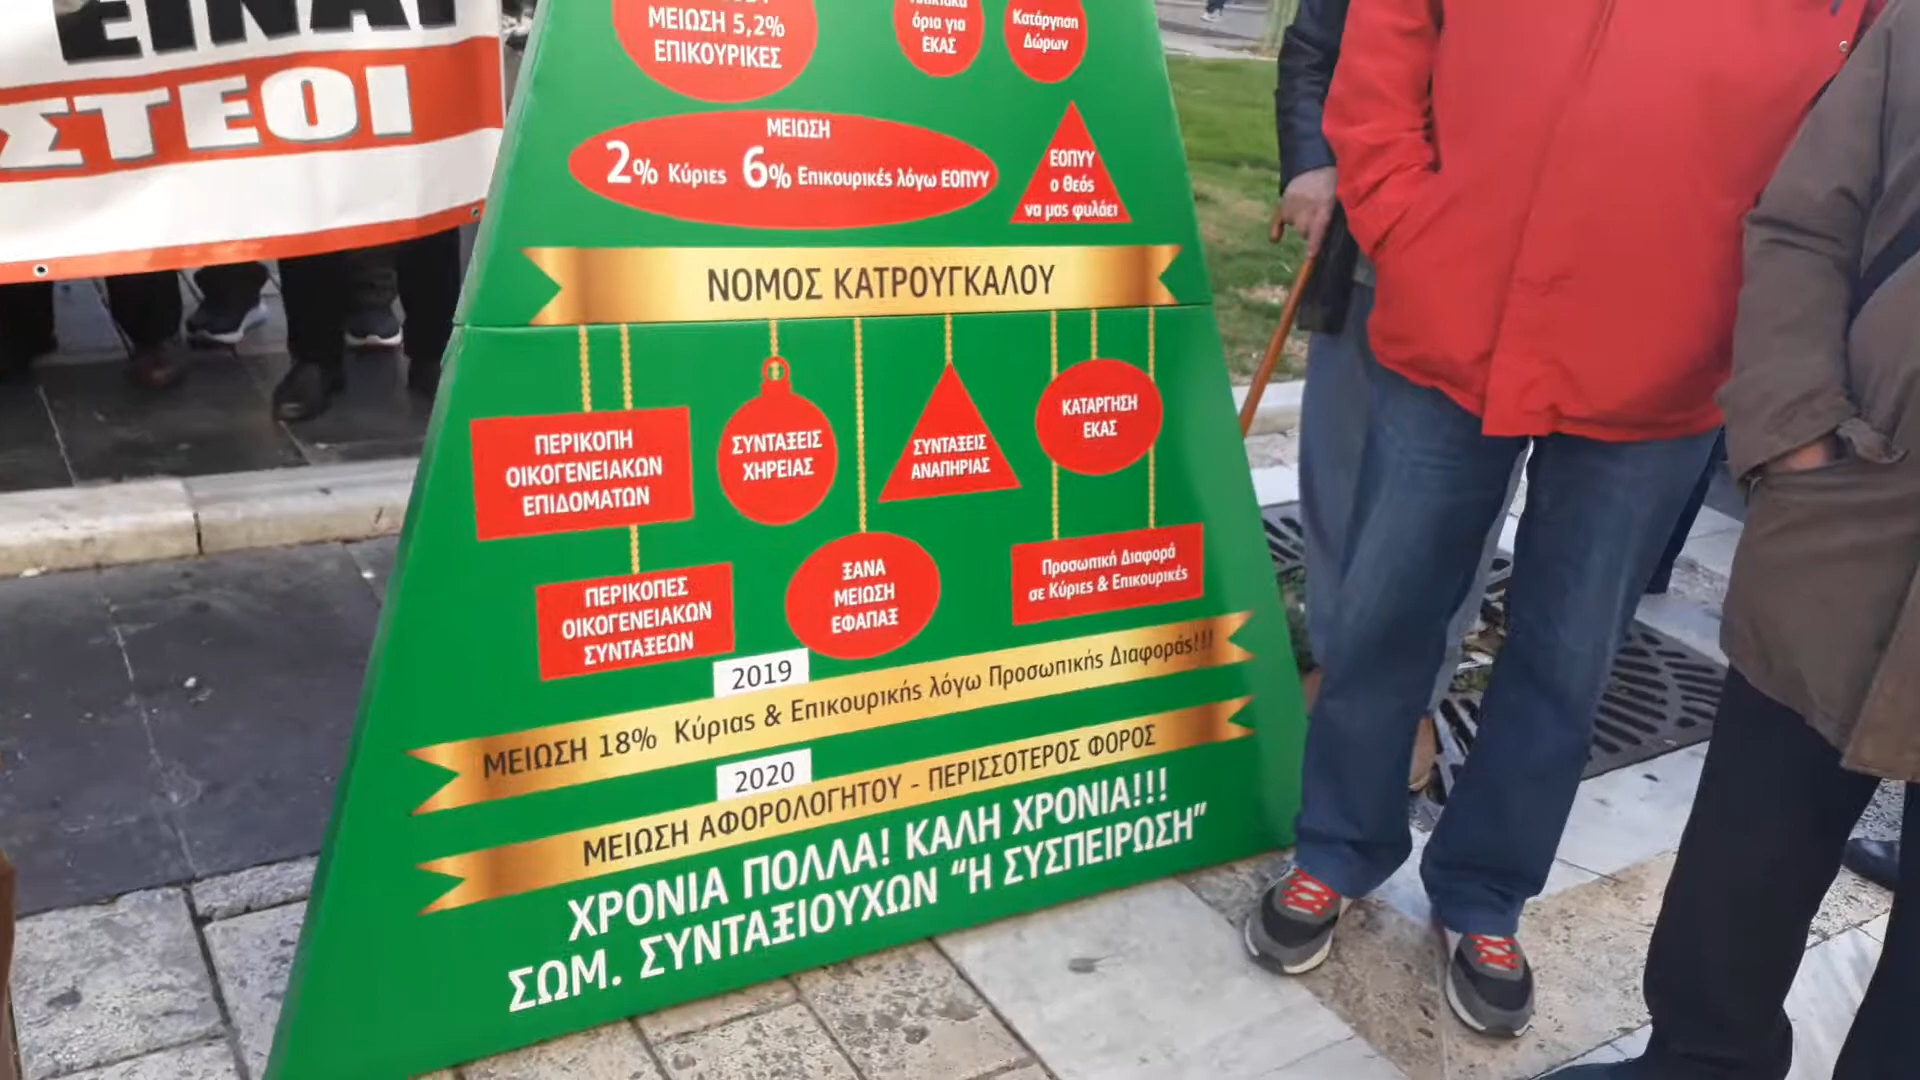 ΕΙΝΑΙ
ΣΤΕΟΙ
ΜΕΙΩΣΗ 5,2%
ΕΠΙΚΟΥΡΙΚΕΣ
όρια για
ΕΚΑΣ
Κατάργηση
Δώρων
ΜΕΙΩΣΗ
2% Κύριες 6% Επικουρικές λόγω ΕΟΠΥΥ
ΕΟΠΥΥ
ο Θεός
να μας φυλάει
ΝΟΜΟΣ ΚΑΤΡΟΥΓΚΑΛΟΥ
ΠΕΡΙΚΟΠΗ
ΟΙΚΟΓΕΝΕΙΑΚΩΝ
ΕΠΙΔΟΜΑΤΩΝ
ΣΥΝΤΑΞΕΙΣ
ΧΗΡΕΙΑΣ
ΣΥΝΤΑΞΕΙΣ
ΑΝΑΠΗΡΙΑΣ
ΚΑΤΑΡΓΗΣΗ
ΕΚΑΣ
ΠΕΡΙΚΟΠΕΣ
ΟΙΚΟΓΕΝΕΙΑΚΩΝ
ΣΥΝΤΑΞΕΩΝ
ΞΑΝΑ
ΜΕΙΩΣΗ
ΕΦΑΠΑΞ
Προσωπική Διαφορά
σε Κύριες & Επικουρικές
2019
ΜΕΙΩΣΗ 18% Κύριας & Επικουρικής λόγω Προσωπικής Διαφοράς!!!
2020
ΜΕΙΩΣΗ ΑΦΟΡΟΛΟΓΗΤΟΥ - ΠΕΡΙΣΣΟΤΕΡΟΣ ΦΟΡΟΣ
ΧΡΟΝΙΑ ΠΟΛΛΑ! ΚΑΛΗ ΧΡΟΝΙΑ!!!
ΣΩΜ. ΣΥΝΤΑΞΙΟΥΧΩΝ “Η ΣΥΣΠΕΙΡΩΣΗ”